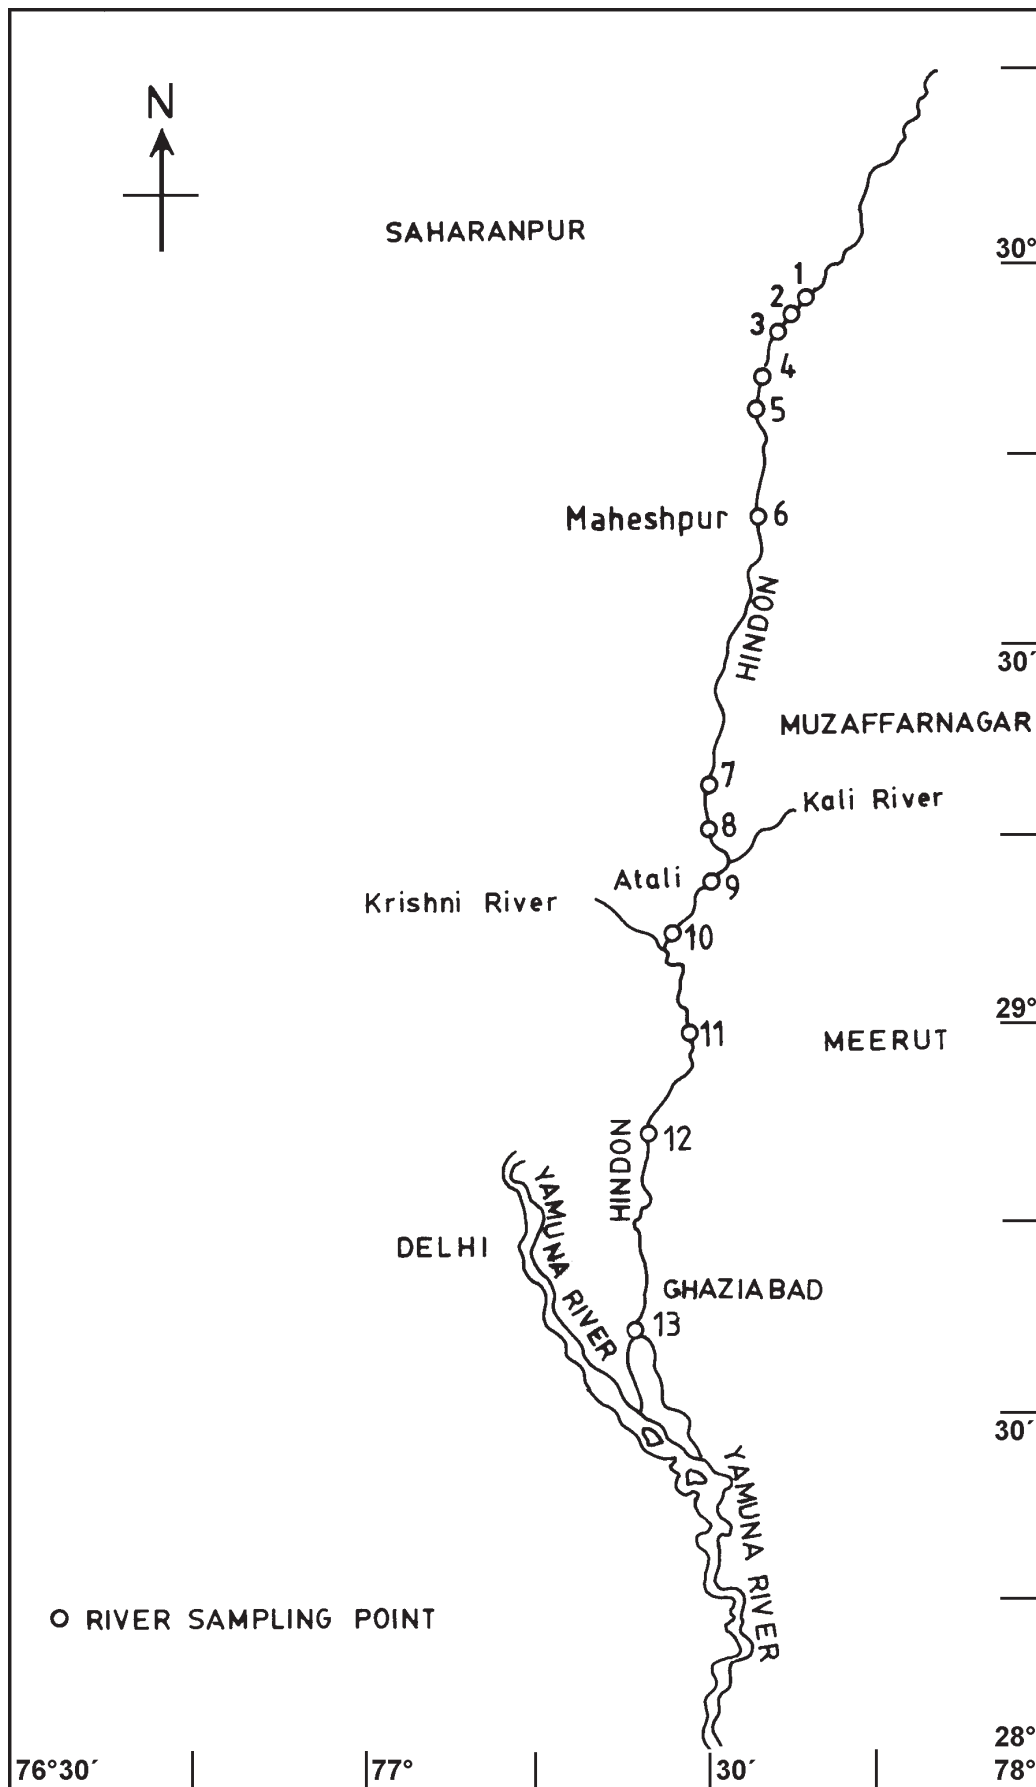 N
SAHARANPUR
30°
1
2
3
4
5
Maheshpur
6
HINDON
30´
MUZAFFARNAGAR
7
Kali River
8
Atali
9
Krishni River
10
29°
11
MEERUT
12
HINDON
YAMUNA RIVER
DELHI
GHAZIABAD
13
30´
YAMUNA RIVER
RIVER SAMPLING POINT
28°
76°30´
77°
30´
78°